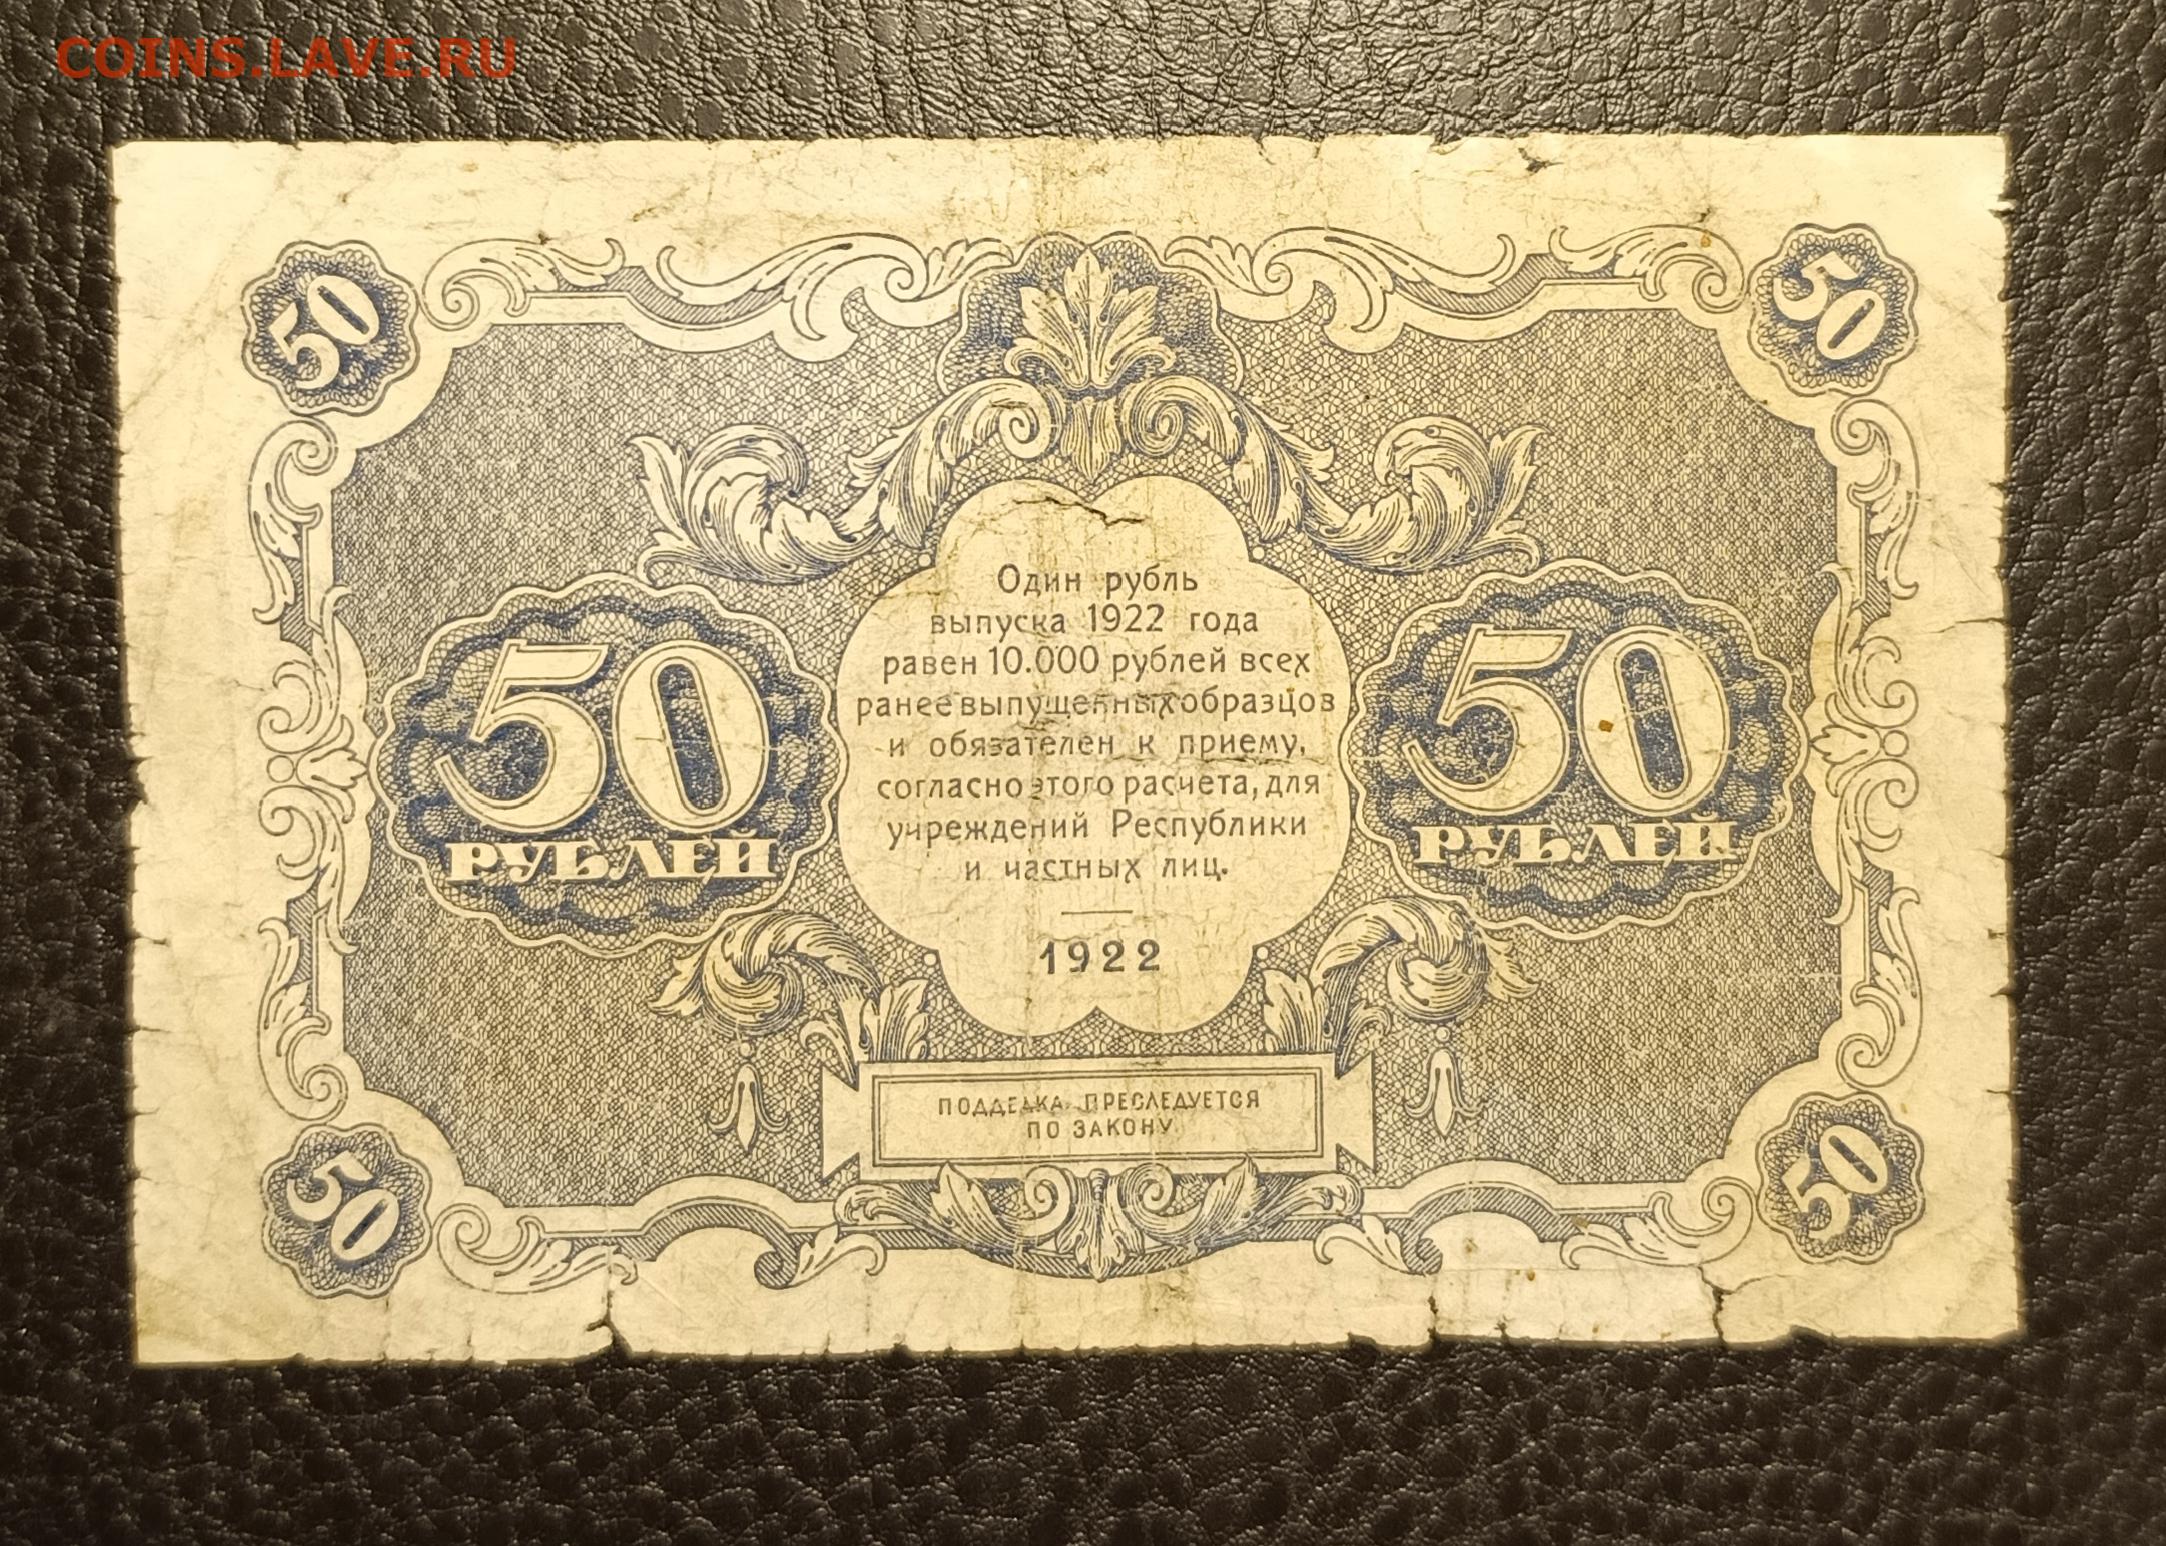 COINS.LAVE.RU
50
50
Один рубль
выпуска 1922 года
равен 10.000 рублей всех
ранее выпущенных образцов
и обязателен к приему,
согласно этого расчета, для
учреждений Республики
и частных лиц.
1922
50
РУБЛЕЙ
50
РУБЛЕЙ
ПОДДЕЛКА ПРЕСЛЕДУЕТСЯ
ПО ЗАКОНУ.
50
50